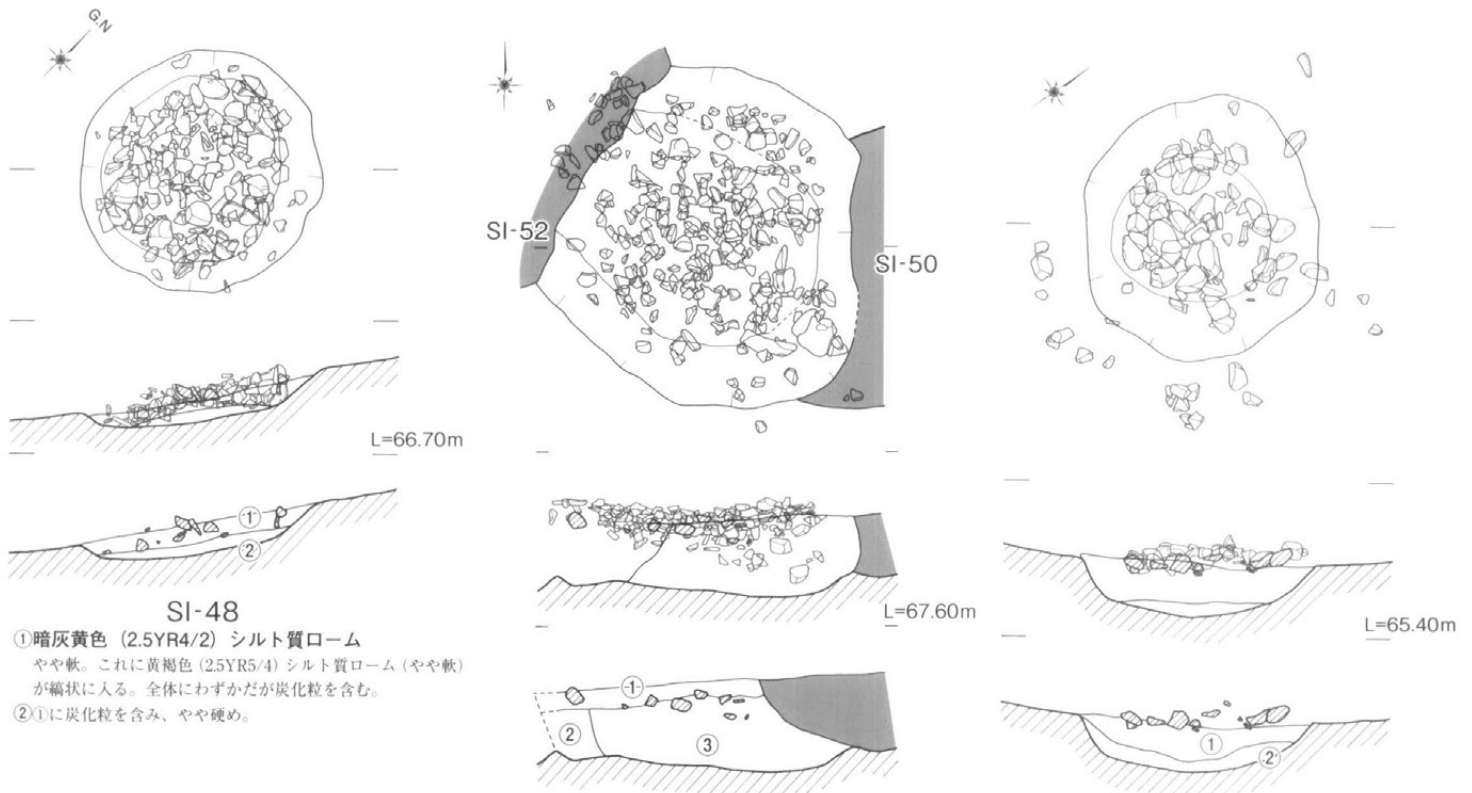 G.N
SI-52
SI-50
L=66.70m
①
②
SI-48
①暗灰黄色 (2.5YR4/2) シルト質ローム
やや軟。これに黄褐色 (2.5YR5/4) シルト質ローム (やや軟)
が縞状に入る。全体にわずかだが炭化粒を含む。
②①に炭化粒を含み、やや硬め。
L=67.60m
①
②
③
L=65.40m
①
②